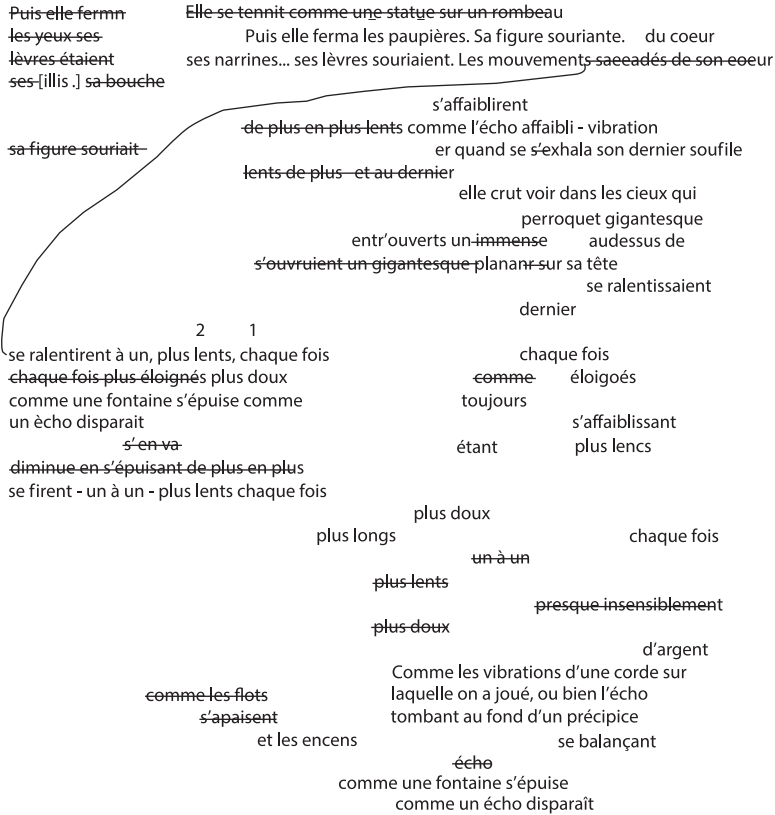 Puis elle fermn Elle se tennit comme une statue sur un rombeau
les yeux ses Puis elle ferma les paupières. Sa figure souriante. du coeur
lèvres étaient ses narrines... ses lèvres souriaient. Les mouvements saeeadés de son eoeur
ses [illis .] sa bouche
s'affaiblirent
de plus en plus lents comme l'écho affaibli - vibration
sa figure souriait er quand se s'exhala son dernier soufile
lents de plus et au dernier
elle crut voir dans les cieux qui
perroquet gigantesque
entr'ouverts un immense audessus de
s'ouvruient un gigantesque plananr sur sa tête
se ralentissaient
dernier
2 1
se ralentirent à un, plus lents, chaque fois chaque fois
chaque fois plus éloignés plus doux comme éloigoés
comme une fontaine s'épuise comme toujours
un ècho disparait s'affaiblissant
s'en va étant plus lencs
diminue en s'épuisant de plus en plus
se firent - un à un - plus lents chaque fois
plus doux
plus longs chaque fois
un à un
plus lents
presque insensiblement
plus doux
d'argent
Comme les vibrations d'une corde sur
comme les flots laquelle on a joué, ou bien l'écho
s'apaisent tombant au fond d'un précipice
et les encens se balançant
écho
comme une fontaine s'épuise
comme un écho disparaît